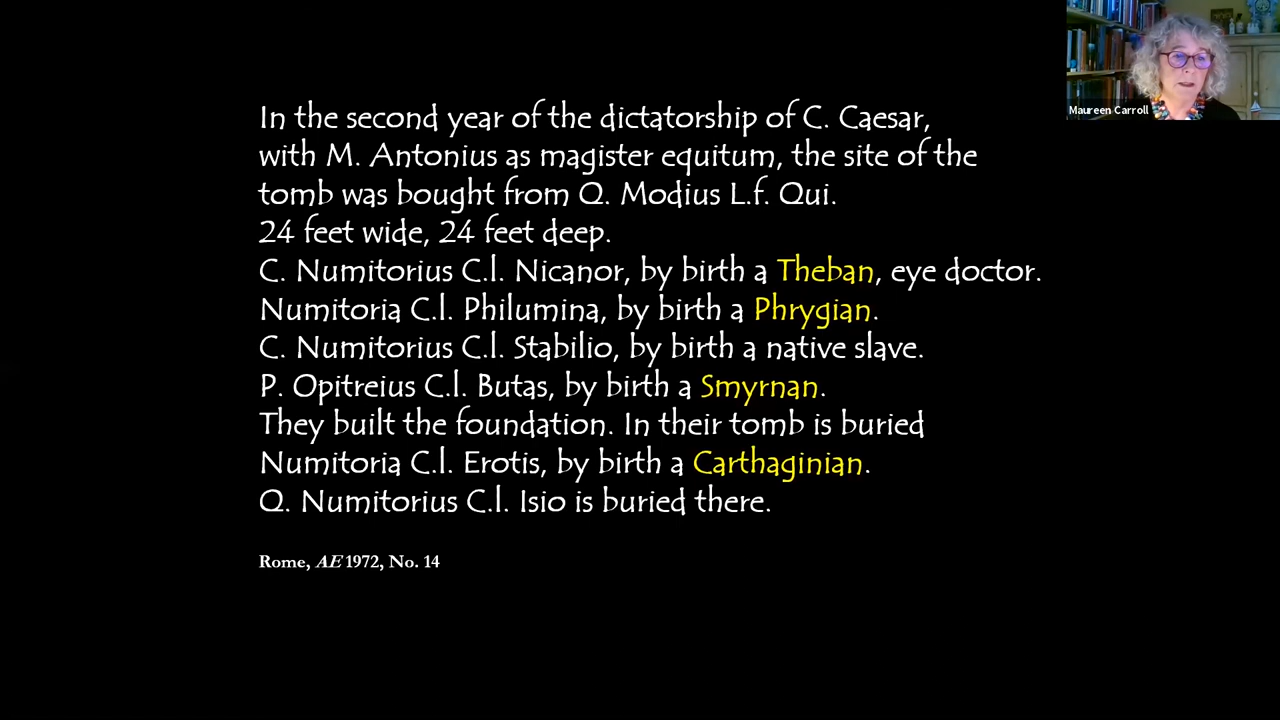 In the second year of the dictatorship of C. Caesar,
with M. Antonius as magister equitum, the site of the
tomb was bought from Q. Modius L.f. Qui.
24 feet wide, 24 feet deep.
C. Numitorius C.l. Nicanor, by birth a Theban, eye doctor.
Numitoria C.l. Philumina, by birth a Phrygian.
C. Numitorius C.l. Stabilio, by birth a native slave.
P. Opitreius C.l. Butas, by birth a Smyrnan.
They built the foundation. In their tomb is buried
Numitoria C.l. Erotis, by birth a Carthaginian.
Q. Numitorius C.l. Isio is buried there.
Rome, AE 1972, No. 14
Maureen Carroll